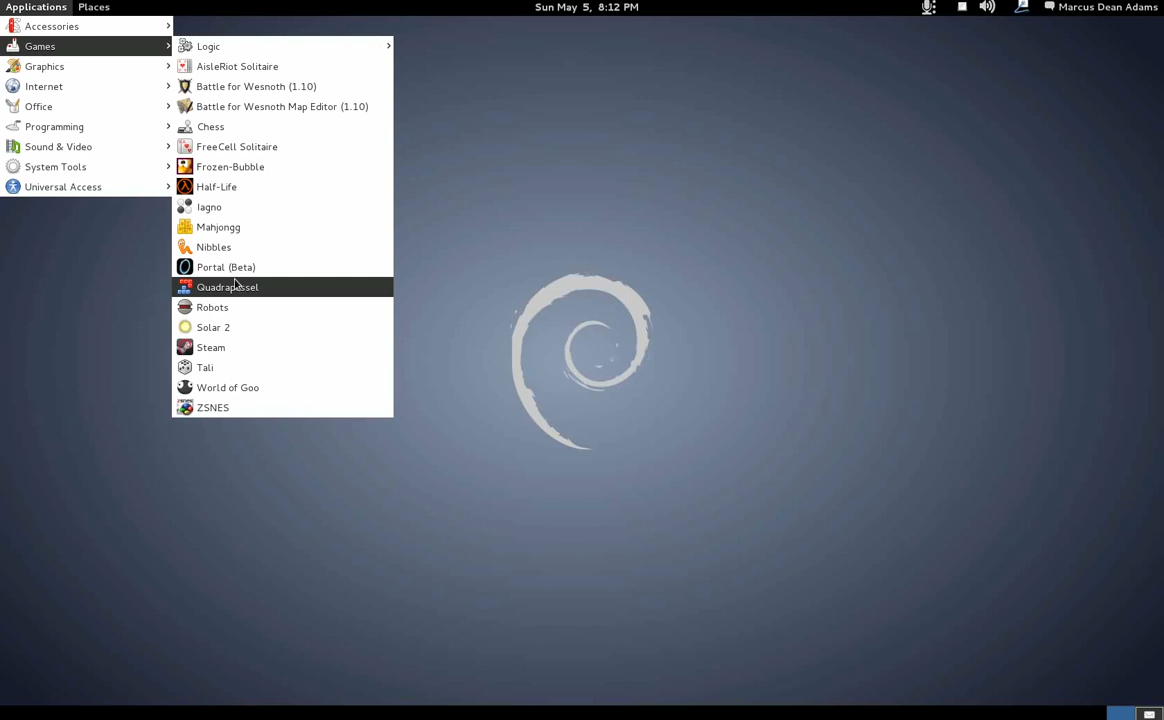 Applications Places Sun May 5, 8:12 PM Marcus Dean Adams
Accessories
Games
Graphics
Internet
Office
Programming
Sound & Video
System Tools
Universal Access
Logic
AisleRiot Solitaire
Battle for Wesnoth (1.10)
Battle for Wesnoth Map Editor (1.10)
Chess
FreeCell Solitaire
Frozen-Bubble
Half-Life
Iagno
Mahjongg
Nibbles
Portal (Beta)
Quadrapassel
Robots
Solar 2
Steam
Tali
World of Goo
ZSNES